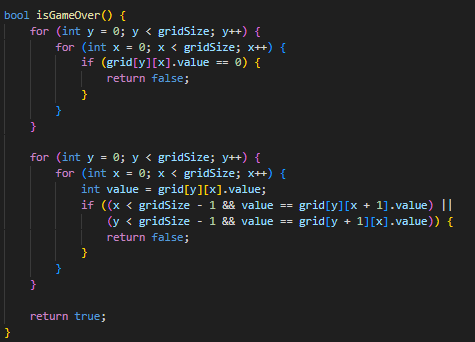 bool isGameOver() {
    for (int y = 0; y < gridSize; y++) {
        for (int x = 0; x < gridSize; x++) {
            if (grid[y][x].value == 0) {
                return false;
            }
        }
    }

    for (int y = 0; y < gridSize; y++) {
        for (int x = 0; x < gridSize; x++) {
            int value = grid[y][x].value;
            if ((x < gridSize - 1 && value == grid[y][x + 1].value) ||
                (y < gridSize - 1 && value == grid[y + 1][x].value)) {
                return false;
            }
        }
    }

    return true;
}